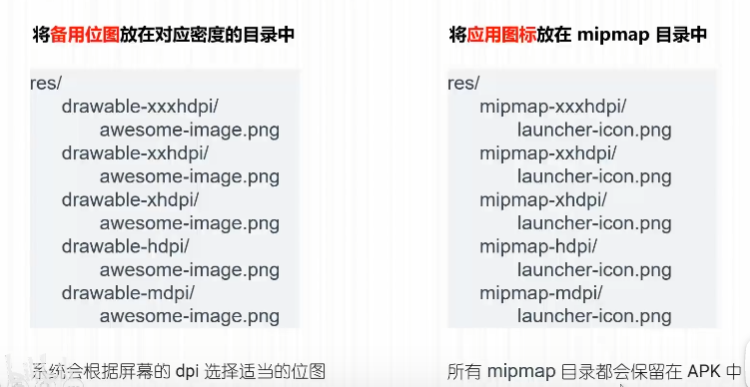 将备用位图放在对应密度的目录中
res/
drawable-xxxhdpi/
awesome-image.png
drawable-xxhdpi/
awesome-image.png
drawable-xhdpi/
awesome-image.png
drawable-hdpi/
awesome-image.png
drawable-mdpi/
awesome-image.png
系统会根据屏幕的 dpi 选择适当的位图
将应用图标放在 mipmap 目录中
res/
mipmap-xxxhdpi/
launcher-icon.png
mipmap-xxhdpi/
launcher-icon.png
mipmap-xhdpi/
launcher-icon.png
mipmap-hdpi/
launcher-icon.png
mipmap-mdpi/
launcher-icon.png
所有 mipmap 目录都会保留在 APK 中